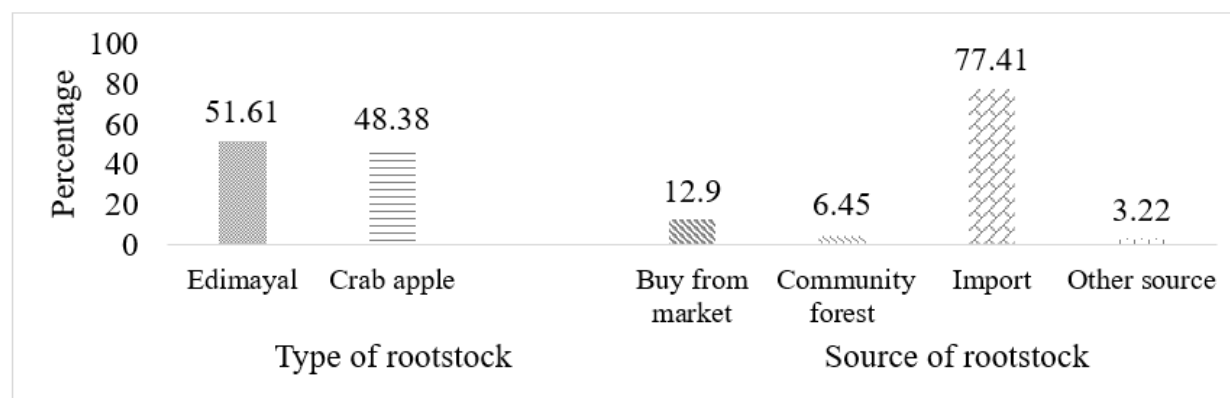 Percentage
100
80
60
40
20
0
51.61
48.38
12.9
6.45
77.41
3.22
Edimayal
Crab apple
Buy from
market
Community
forest
Import
Other source
Type of rootstock
Source of rootstock